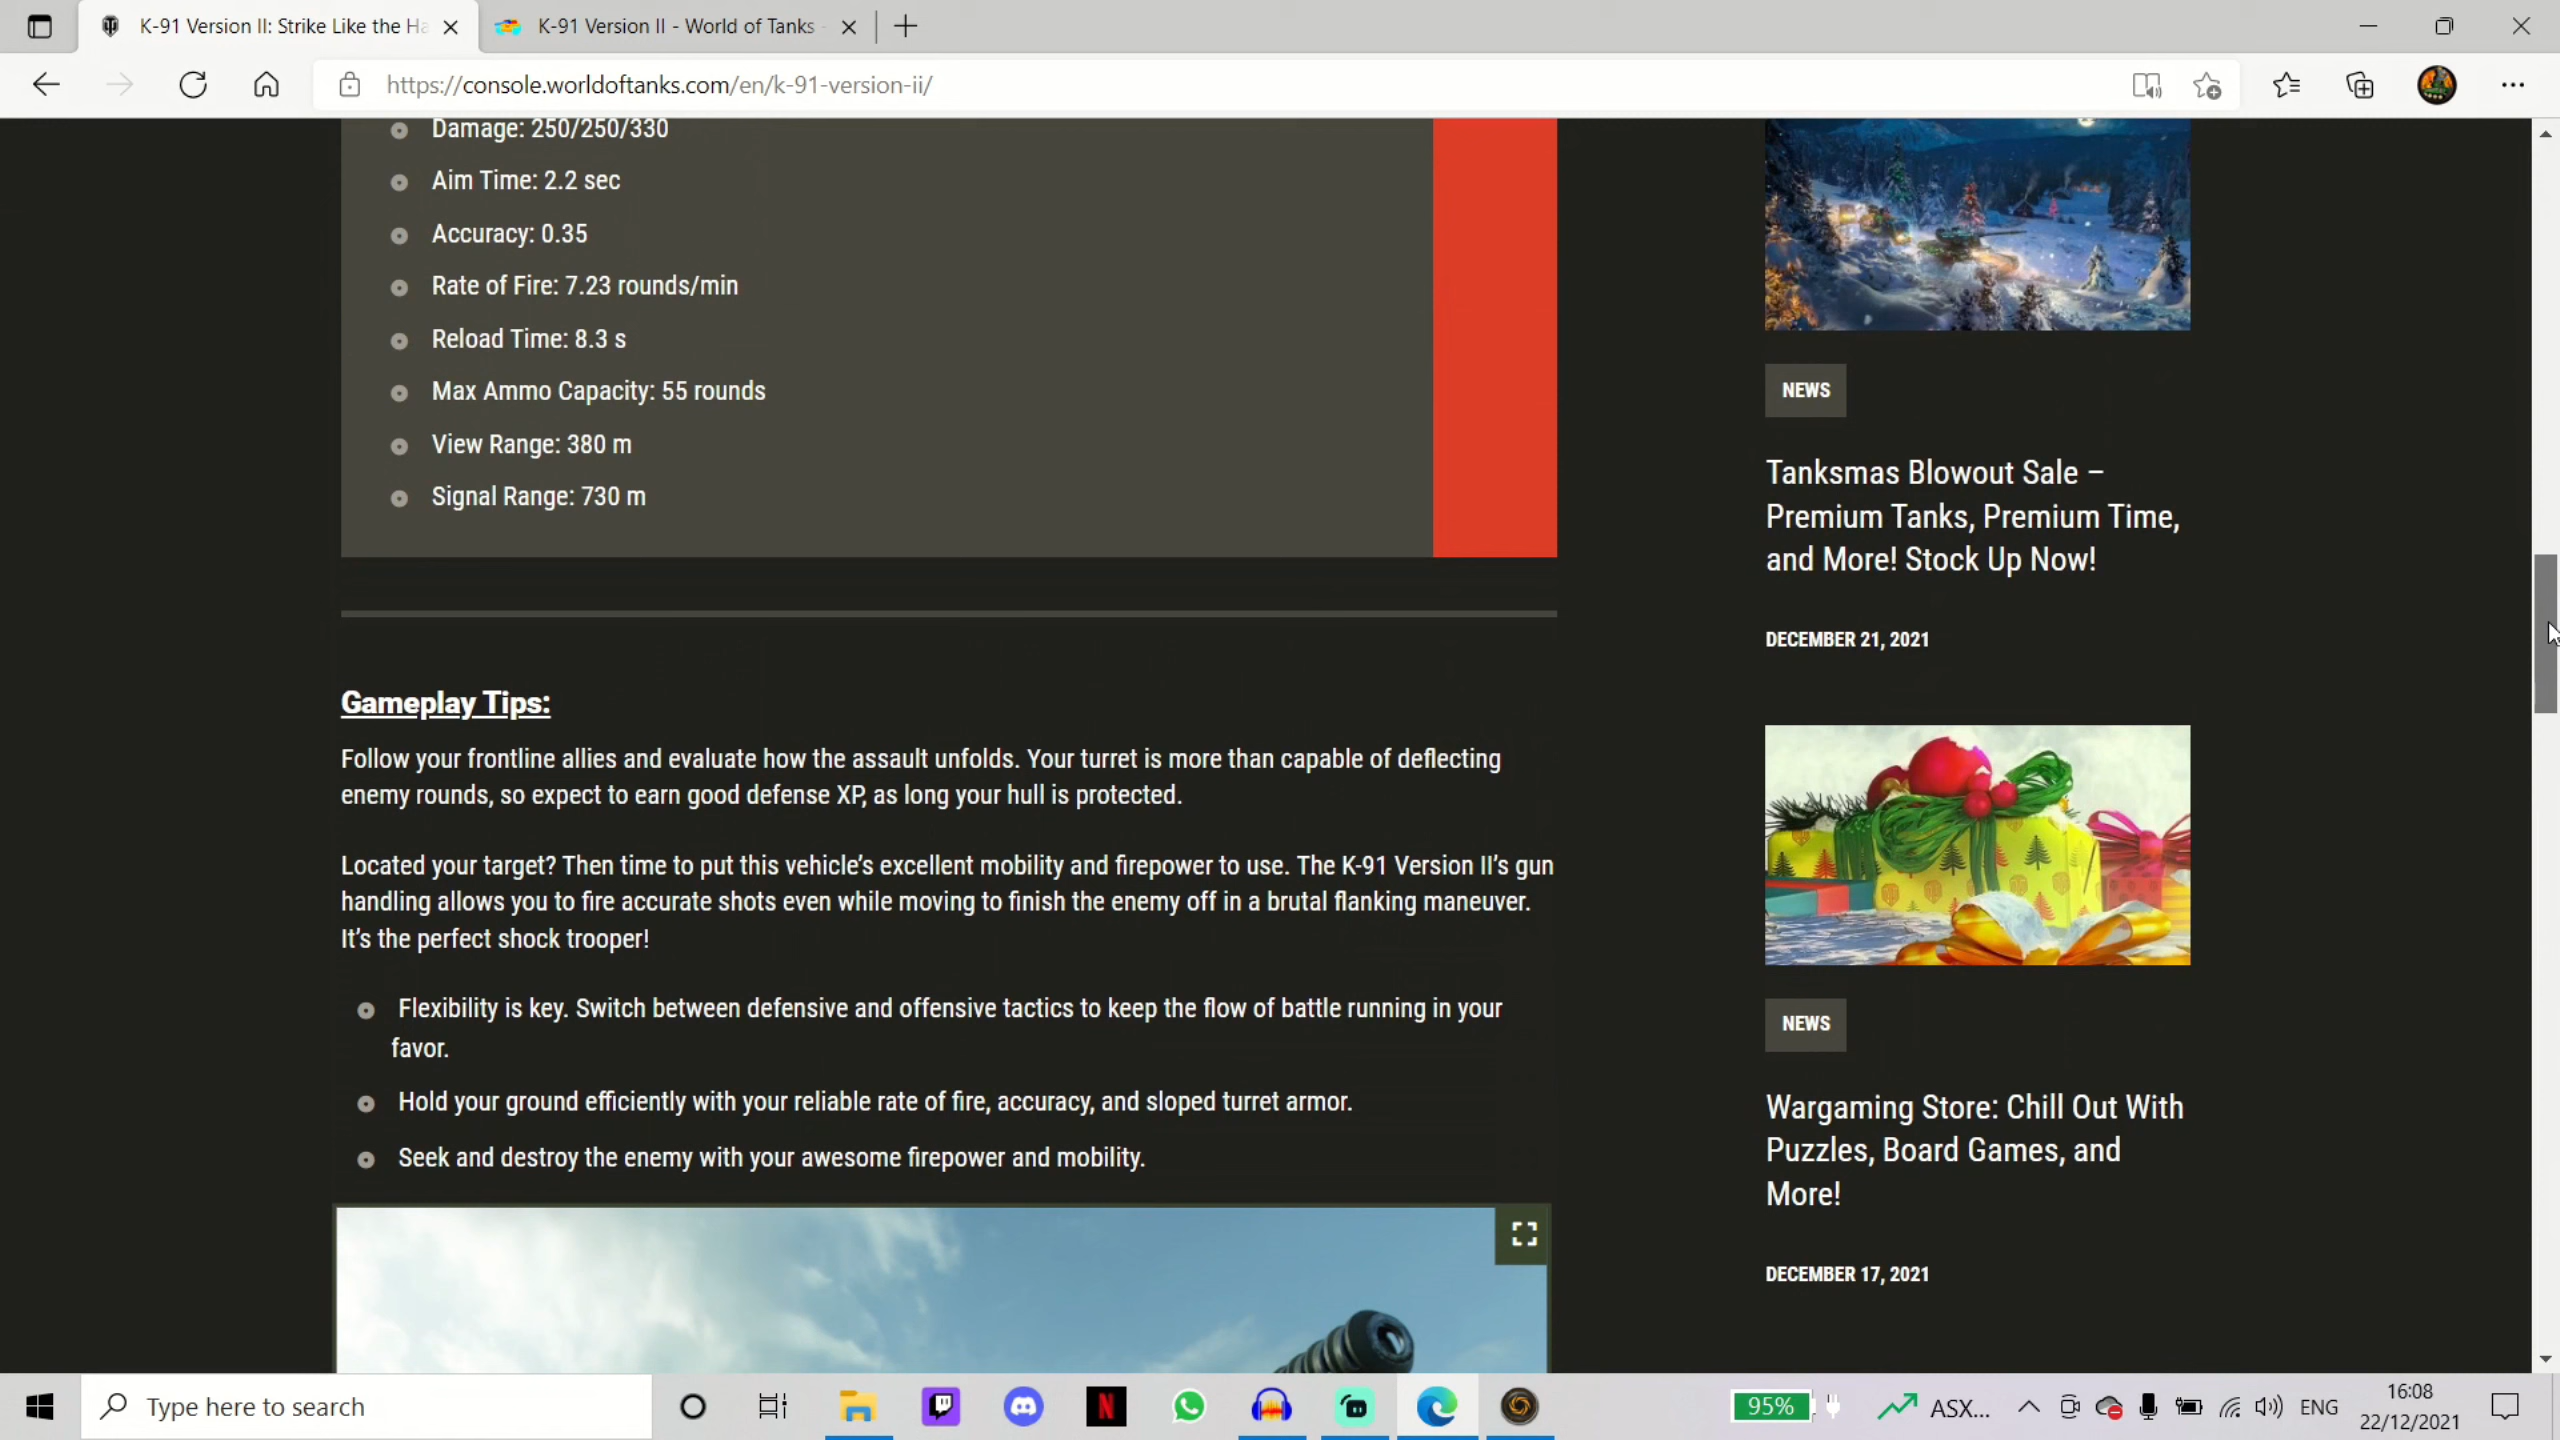 K-91 Version II: Strike Like the Ha
K-91 Version II - World of Tanks -
https://console.worldoftanks.com/en/k-91-version-ii/
Damage: 250/250/330
Aim Time: 2.2 sec
Accuracy: 0.35
Rate of Fire: 7.23 rounds/min
Reload Time: 8.3 s
Max Ammo Capacity: 55 rounds
View Range: 380 m
Signal Range: 730 m
Gameplay Tips:
Follow your frontline allies and evaluate how the assault unfolds. Your turret is more than capable of deflecting
enemy rounds, so expect to earn good defense XP, as long your hull is protected.
Located your target? Then time to put this vehicle's excellent mobility and firepower to use. The K-91 Version II's gun
handling allows you to fire accurate shots even while moving to finish the enemy off in a brutal flanking maneuver.
It's the perfect shock trooper!
Flexibility is key. Switch between defensive and offensive tactics to keep the flow of battle running in your
favor.
Hold your ground efficiently with your reliable rate of fire, accuracy, and sloped turret armor.
Seek and destroy the enemy with your awesome firepower and mobility.
NEWS
Tanksmas Blowout Sale –
Premium Tanks, Premium Time,
and More! Stock Up Now!
DECEMBER 21, 2021
NEWS
Wargaming Store: Chill Out With
Puzzles, Board Games, and
More!
DECEMBER 17, 2021
Type here to search
N
95%
ASX...
ENG
16:08
22/12/2021